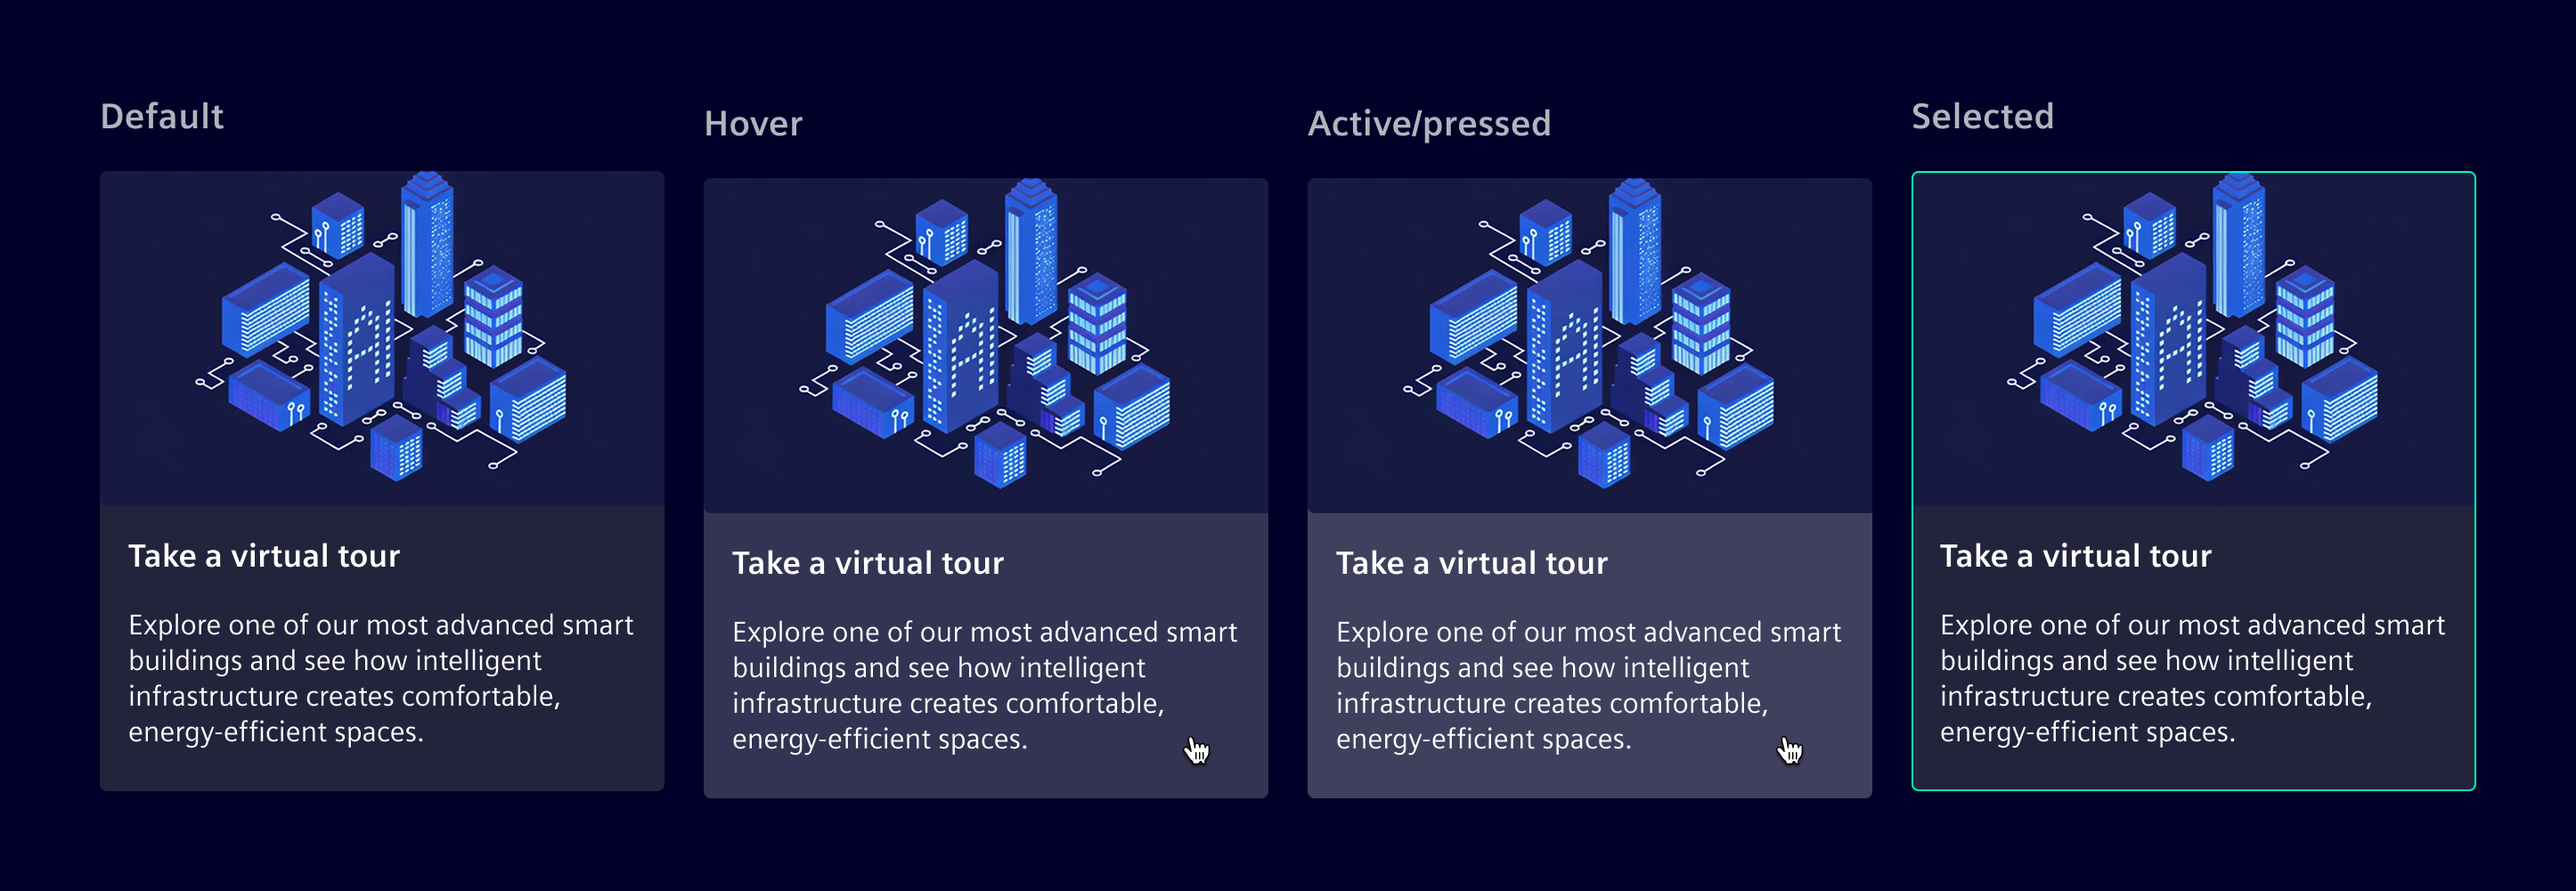 Default
Take a virtual tour
Explore one of our most advanced smart
buildings and see how intelligent
infrastructure creates comfortable,
energy-efficient spaces.
Hover
Take a virtual tour
Explore one of our most advanced smart
buildings and see how intelligent
infrastructure creates comfortable,
energy-efficient spaces.
Active/pressed
Take a virtual tour
Explore one of our most advanced smart
buildings and see how intelligent
infrastructure creates comfortable,
energy-efficient spaces.
Selected
Take a virtual tour
Explore one of our most advanced smart
buildings and see how intelligent
infrastructure creates comfortable,
energy-efficient spaces.